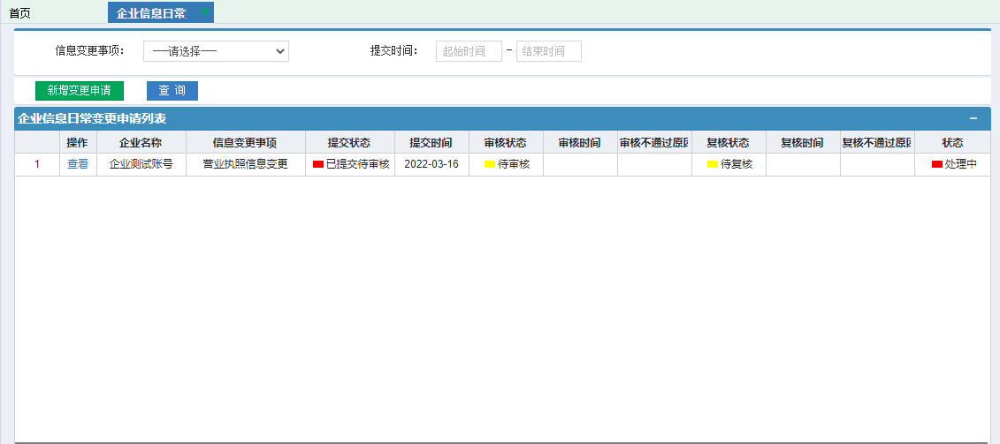 首页 企业信息日常
信息变更事项： ──请选择── 提交时间： 起始时间 － 结束时间
新增变更申请 查 询
企业信息日常变更申请列表
操作 企业名称 信息变更事项 提交状态 提交时间 审核状态 审核时间 审核不通过原因 复核状态 复核时间 复核不通过原因 状态
1 查看 企业测试账号 营业执照信息变更 已提交待审核 2022-03-16 待审核 待复核 处理中